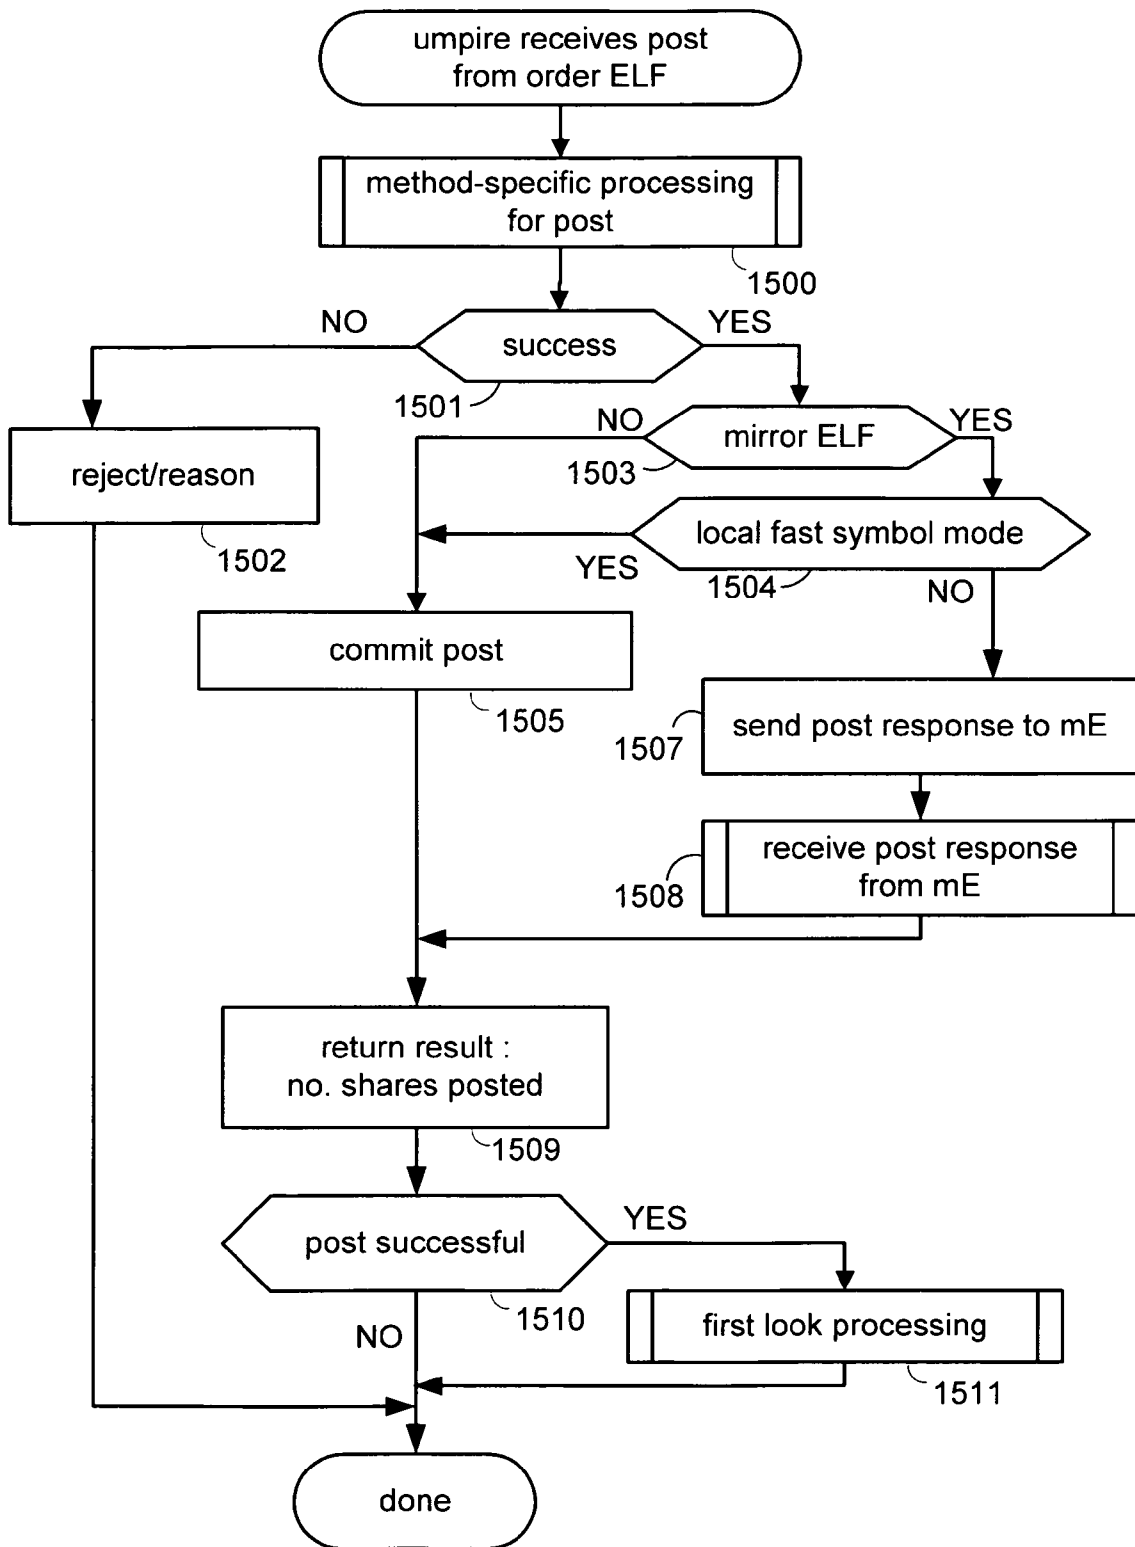 umpire receives post
from order ELF
method-specific processing
for post
1500
NO
YES
success
1501
NO
YES
mirror ELF
1503
reject/reason
1502
local fast symbol mode
YES
1504
NO
commit post
1505
send post response to mE
1507
receive post response
from mE
1508
return result :
no. shares posted
1509
YES
post successful
1510
NO
first look processing
1511
done